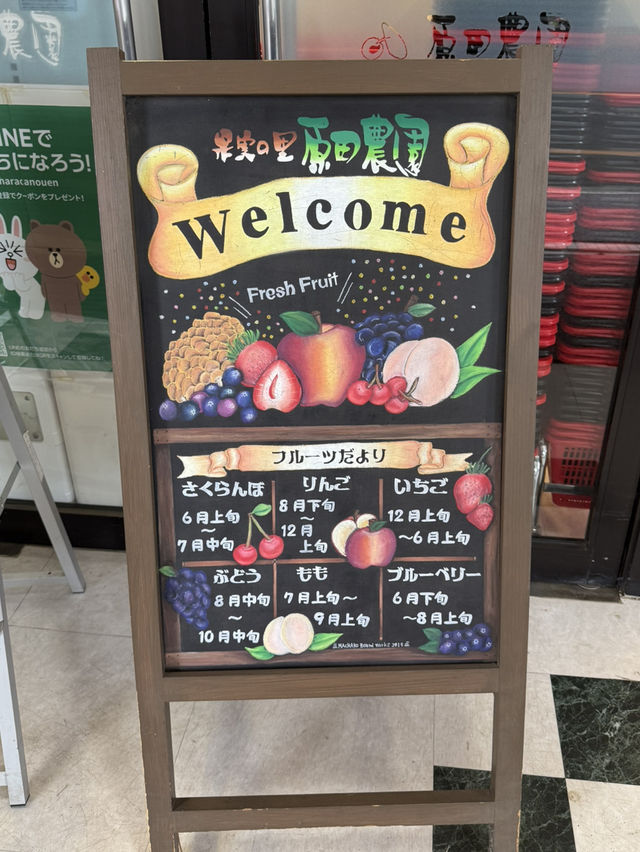 農園
原田農園
INEで
ちになろう!
naracanouen
登録でクーポンをプレゼント!
果実の里 原田農園
Welcome
Fresh Fruit
フルーツだより
さくらんぼ
6月上旬
~
7月中旬
りんご
8月下旬
~
12月
上旬
いちご
12月上旬
~6月上旬
ぶどう
8月中旬
~
10月中旬
もも
7月上旬~
9月上旬
ブルーベリー
6月下旬
~8月上旬